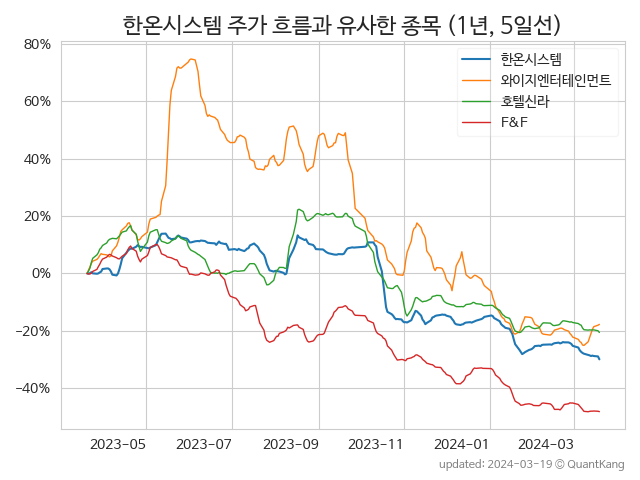 한온시스템 주가 흐름과 유사한 종목 (1년, 5일선)
한온시스템
와이지엔터테인먼트
호텔신라
F&F
80%
60%
40%
20%
0%
−20%
−40%
2023-05
2023-07
2023-09
2023-11
2024-01
2024-03
updated: 2024-03-19 © QuantKang